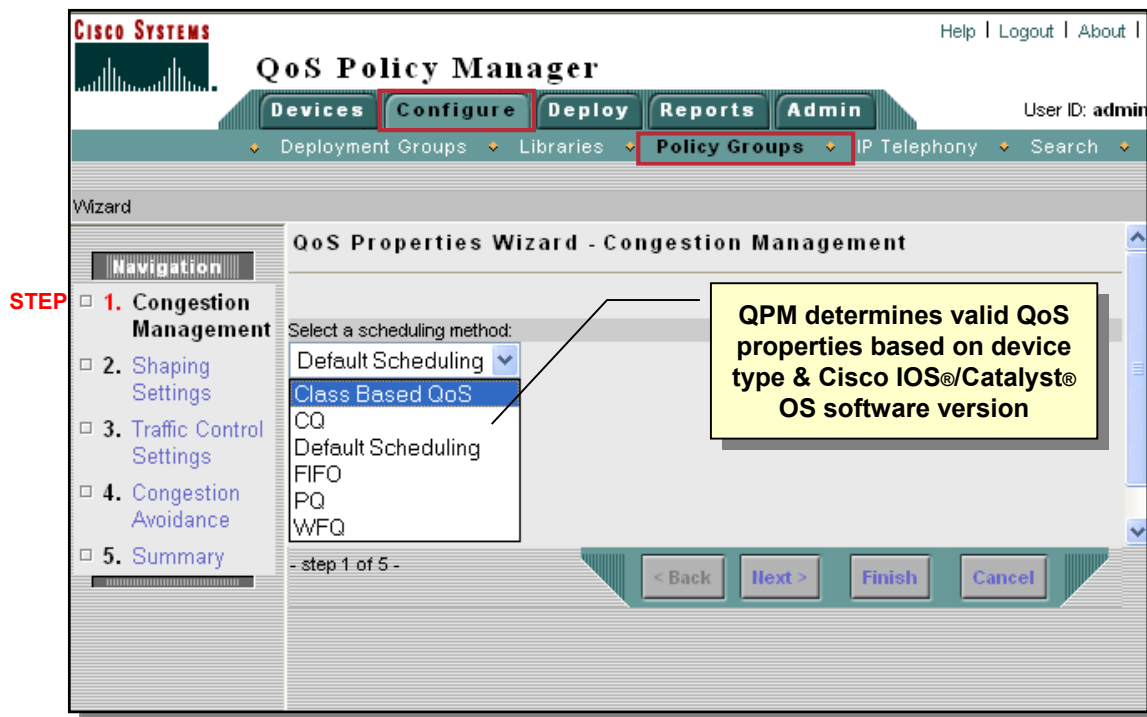 CISCO SYSTEMS
Help | Logout | About |
QoS Policy Manager
Devices Configure Deploy Reports Admin
User ID: admin
Deployment Groups Libraries Policy Groups IP Telephony Search
Wizard
Navigation
STEP 1. Congestion
Management
2. Shaping
Settings
3. Traffic Control
Settings
4. Congestion
Avoidance
5. Summary
QoS Properties Wizard - Congestion Management
Select a scheduling method:
Default Scheduling
Class Based QoS
CQ
Default Scheduling
FIFO
PQ
WFQ
QPM determines valid QoS
properties based on device
type & Cisco IOS®/Catalyst®
OS software version
- step 1 of 5 -
< Back Next > Finish Cancel